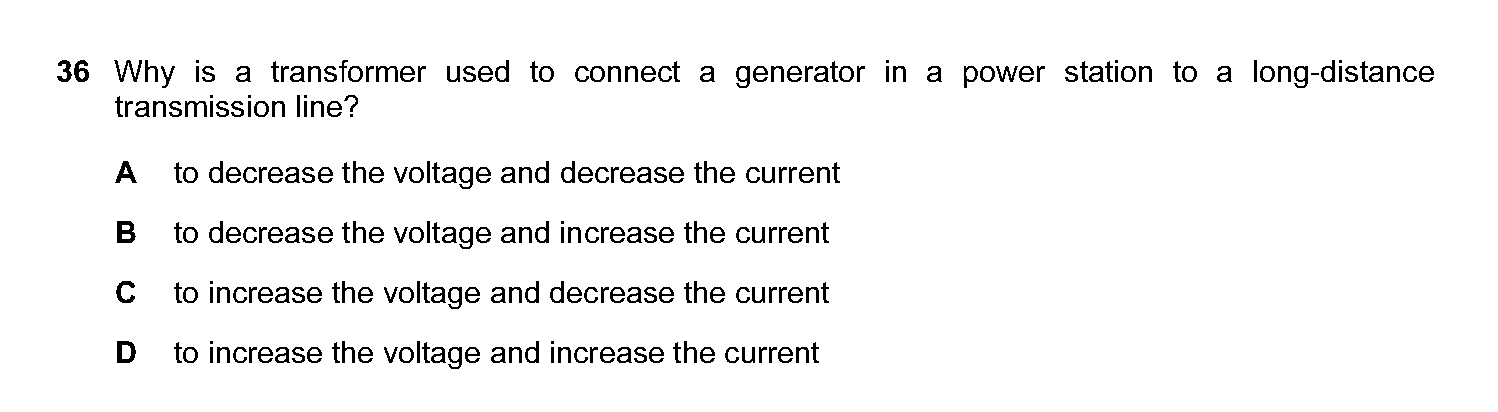 36 Why is a transformer used to connect a generator in a power station to a long-distance
transmission line?
A to decrease the voltage and decrease the current
B to decrease the voltage and increase the current
C to increase the voltage and decrease the current
D to increase the voltage and increase the current